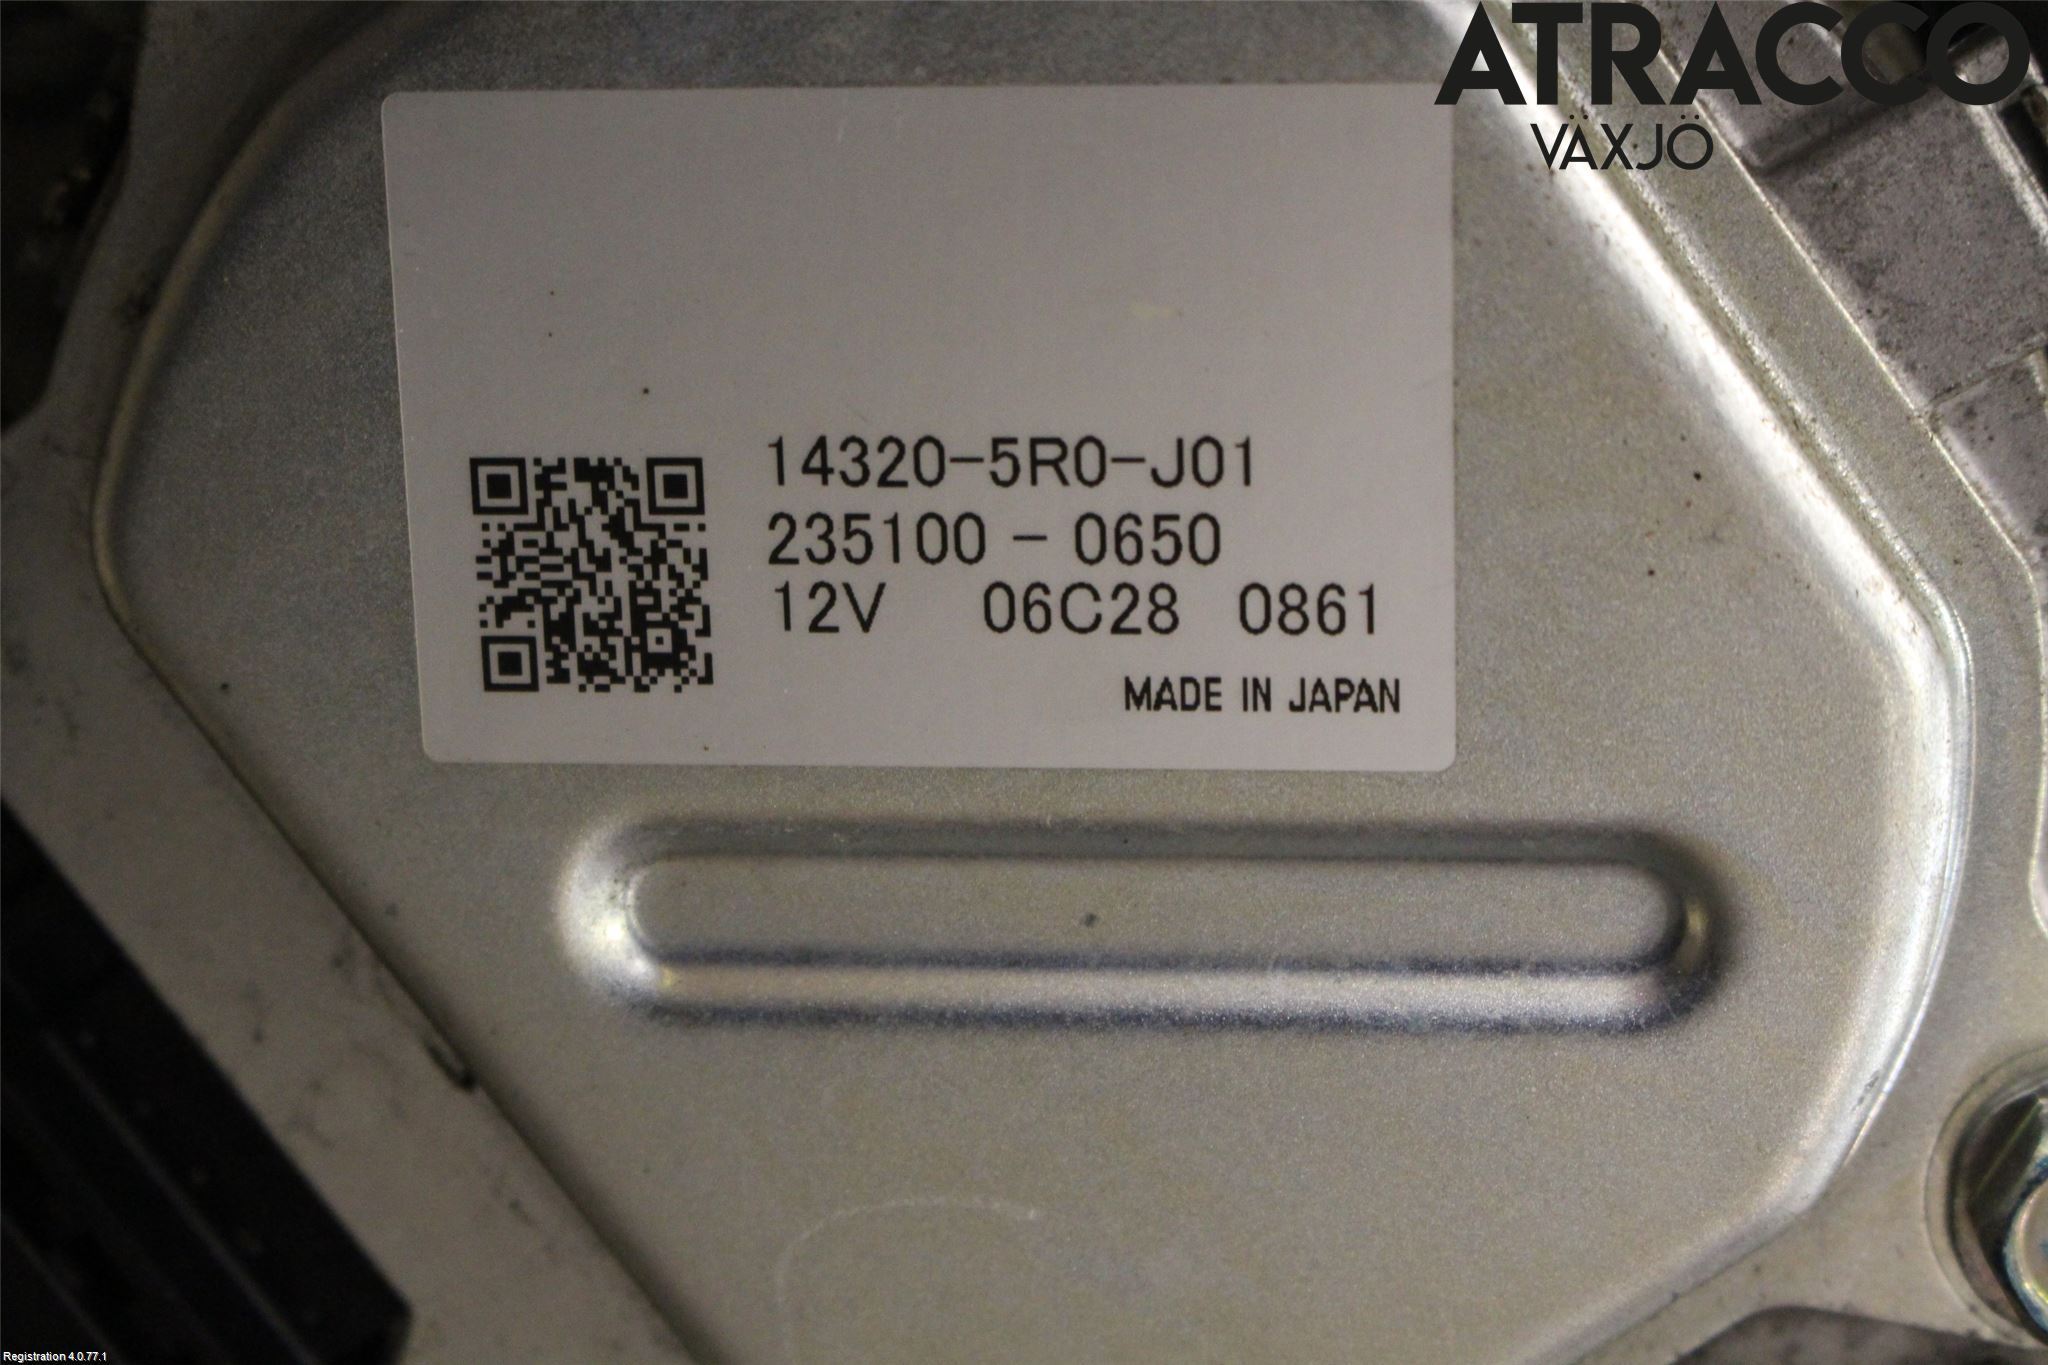 ATRACCO
VÄXJÖ
14320-5R0-J01
235100-0650
12V 06C28 0861
MADE IN JAPAN
Registration 4.0.77.1